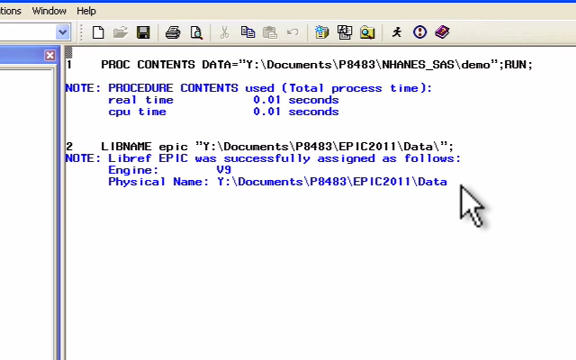 Window Help
1 PROC CONTENTS DATA="Y:\Documents\P8483\NHANES_SAS\demo";RUN;
NOTE: PROCEDURE CONTENTS used (Total process time):
real time 0.01 seconds
cpu time 0.01 seconds
2 LIBNAME epic "Y:\Documents\P8483\EPIC2011\Data\";
NOTE: Libref EPIC was successfully assigned as follows:
Engine: V9
Physical Name: Y:\Documents\P8483\EPIC2011\Data